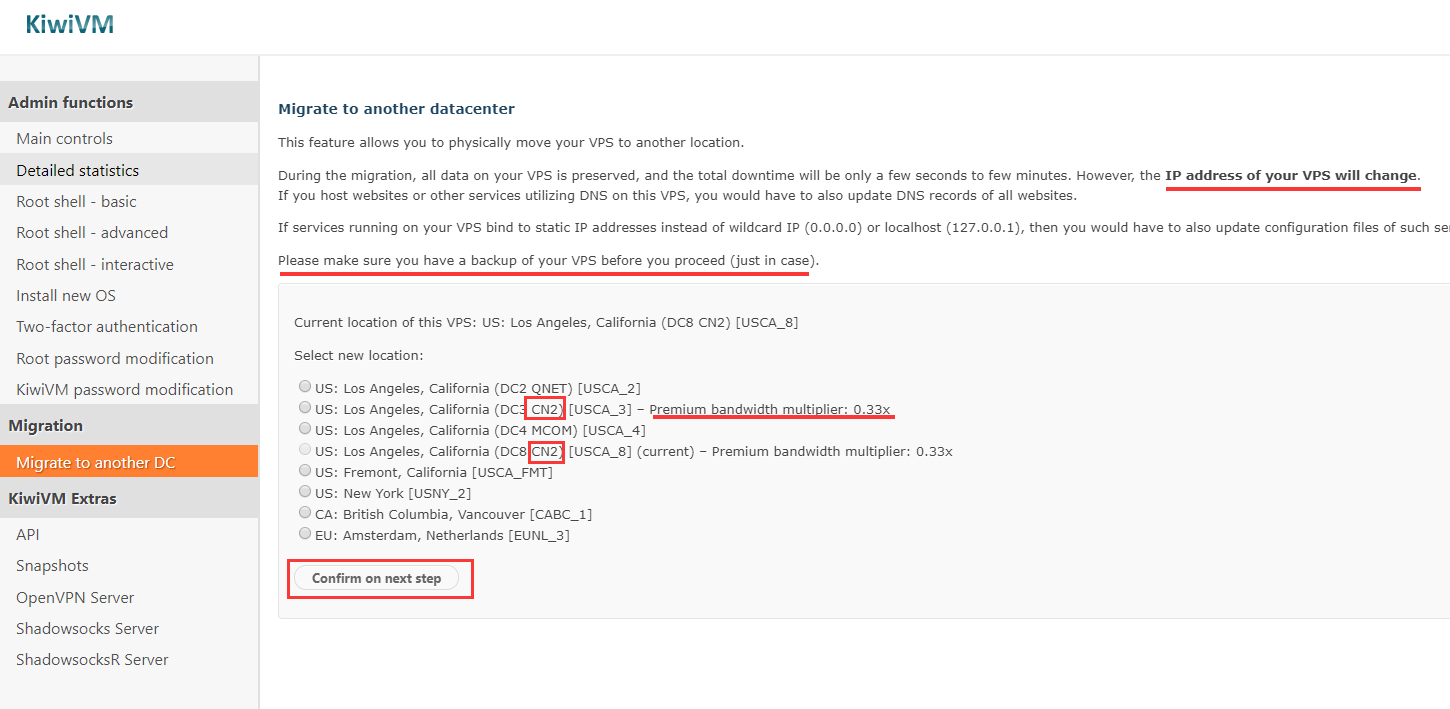 KiwiVM
Admin functions
Main controls
Detailed statistics
Root shell - basic
Root shell - advanced
Root shell - interactive
Install new OS
Two-factor authentication
Root password modification
KiwiVM password modification
Migration
Migrate to another DC
KiwiVM Extras
API
Snapshots
OpenVPN Server
Shadowsocks Server
ShadowsocksR Server
Migrate to another datacenter
This feature allows you to physically move your VPS to another location.
During the migration, all data on your VPS is preserved, and the total downtime will be only a few seconds to few minutes. However, the IP address of your VPS will change.
If you host websites or other services utilizing DNS on this VPS, you would have to also update DNS records of all websites.
If services running on your VPS bind to static IP addresses instead of wildcard IP (0.0.0.0) or localhost (127.0.0.1), then you would have to also update configuration files of such
Please make sure you have a backup of your VPS before you proceed (just in case).
Current location of this VPS: US: Los Angeles, California (DC8 CN2) [USCA_8]
Select new location:
US: Los Angeles, California (DC2 QNET) [USCA_2]
US: Los Angeles, California (DC3 CN2) [USCA_3] – Premium bandwidth multiplier: 0.33x
US: Los Angeles, California (DC4 MCOM) [USCA_4]
US: Los Angeles, California (DC8 CN2) [USCA_8] (current) – Premium bandwidth multiplier: 0.33x
US: Fremont, California [USCA_FMT]
US: New York [USNY_2]
CA: British Columbia, Vancouver [CABC_1]
EU: Amsterdam, Netherlands [EUNL_3]
Confirm on next step